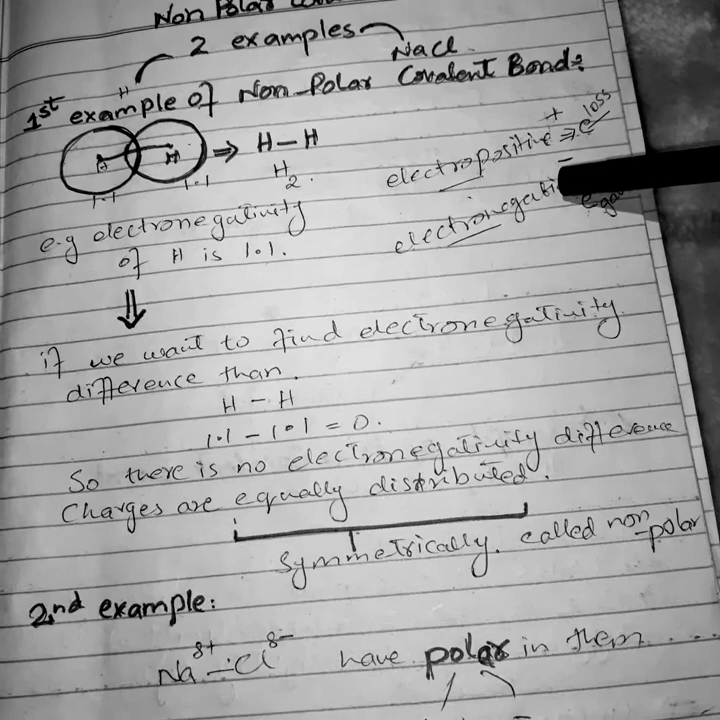 Non Polar
2 examples
H NaCl.
1st example of Non-Polar Covalent Bond:
H H ⇒ H-H
1.1 1.1 H2.
electropositive + ⇒ e loss
e.g electronegativity
of H is 1.1.
⇓
if we want to find electronegativity
difference than.
H - H
1.1 - 1.1 = 0.
So there is no electronegativity difference
Charges are equally distributed.
Symmetrically. called non-polar
2nd example:
Naδ+ -:- Clδ- have polar in them....